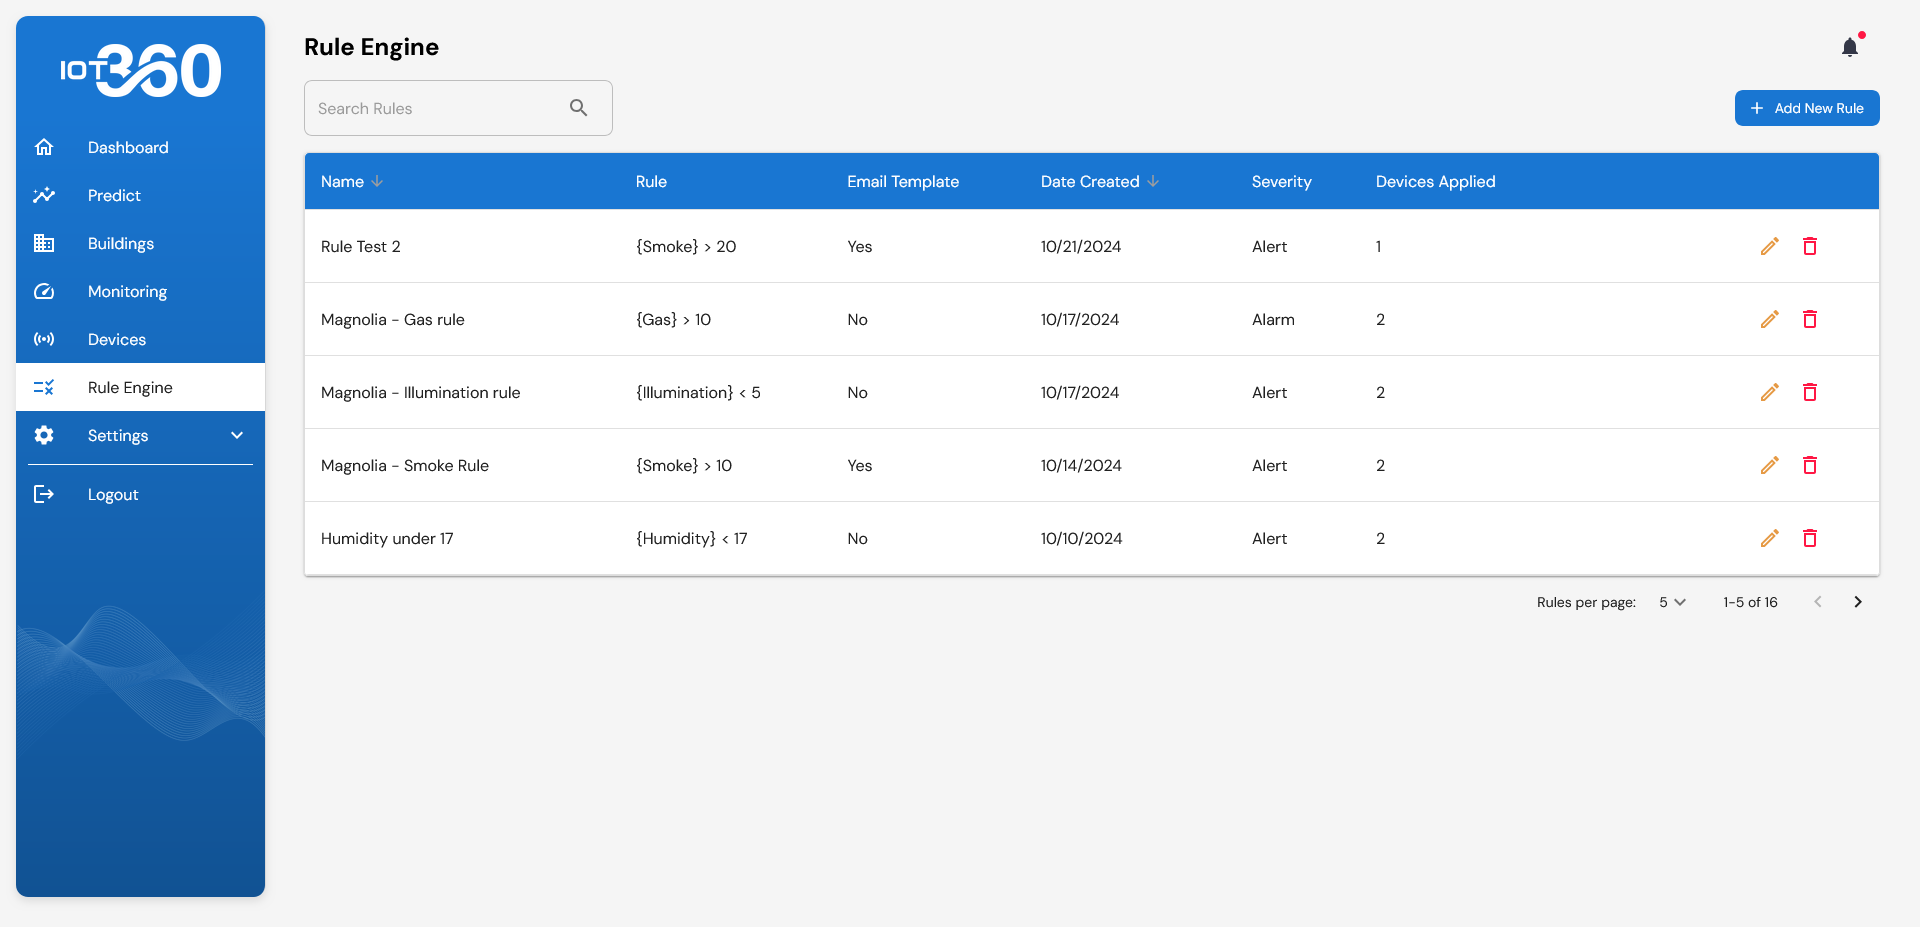 IOT360
Dashboard
Predict
Buildings
Monitoring
Devices
Rule Engine
Settings
Logout
Rule Engine
Search Rules
Add New Rule
Name Rule Email Template Date Created Severity Devices Applied
Rule Test 2 {Smoke} > 20 Yes 10/21/2024 Alert 1
Magnolia - Gas rule {Gas} > 10 No 10/17/2024 Alarm 2
Magnolia - Illumination rule {Illumination} < 5 No 10/17/2024 Alert 2
Magnolia - Smoke Rule {Smoke} > 10 Yes 10/14/2024 Alert 2
Humidity under 17 {Humidity} < 17 No 10/10/2024 Alert 2
Rules per page: 5 1-5 of 16